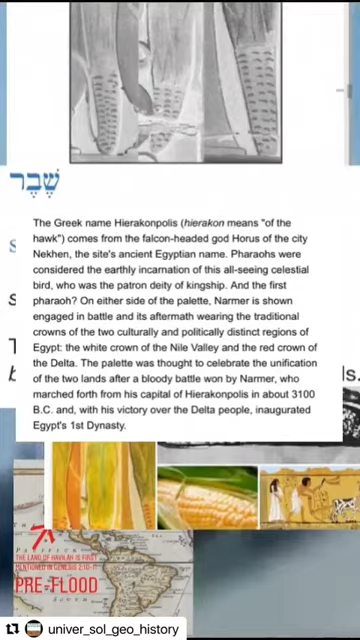 שֶׁבֶר
The Greek name Hierakonpolis (hierakon means "of the
hawk") comes from the falcon-headed god Horus of the city
Nekhen, the site's ancient Egyptian name. Pharaohs were
considered the earthly incarnation of this all-seeing celestial
bird, who was the patron deity of kingship. And the first
pharaoh? On either side of the palette, Narmer is shown
engaged in battle and its aftermath wearing the traditional
crowns of the two culturally and politically distinct regions of
Egypt: the white crown of the Nile Valley and the red crown of
the Delta. The palette was thought to celebrate the unification
of the two lands after a bloody battle won by Narmer, who
marched forth from his capital of Hierakonpolis in about 3100
B.C. and, with his victory over the Delta people, inaugurated
Egypt's 1st Dynasty.
ls.
THE LAND OF HAVILAH IS FIRST
MENTIONED IN GENESIS 2:10-11
PRE-FLOOD
univer_sol_geo_history